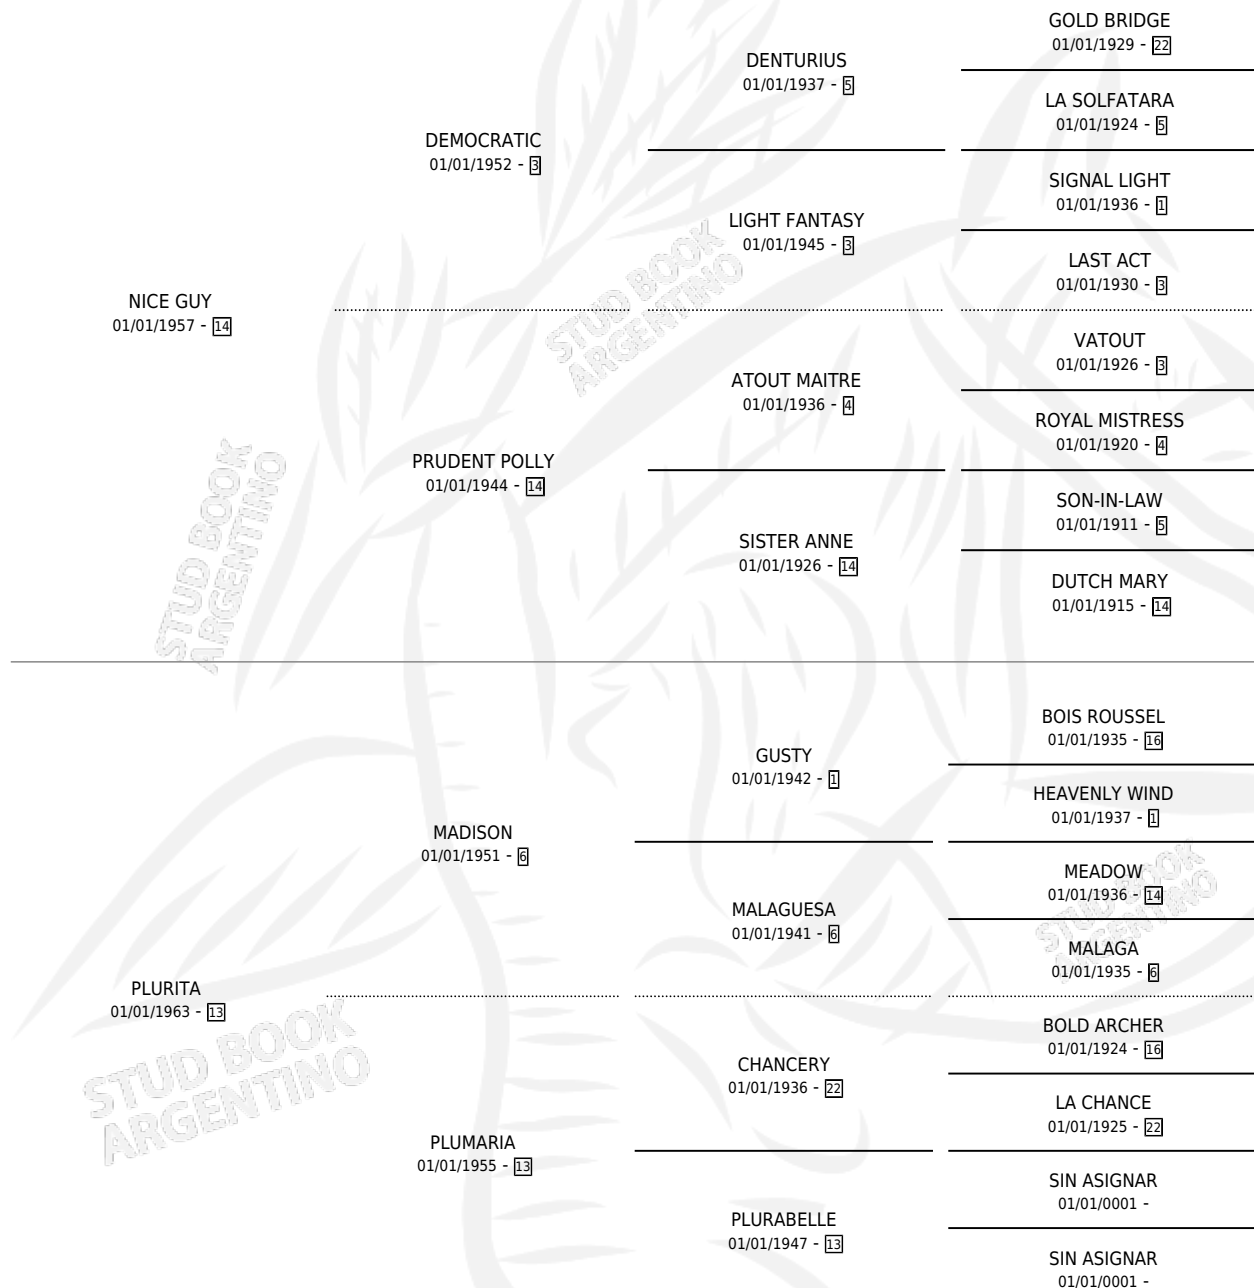 GOLD BRIDGE
01/01/1929 - 22
DENTURIUS
01/01/1937 - 5
LA SOLFATARA
01/01/1924 - 5
DEMOCRATIC
01/01/1952 - 3
SIGNAL LIGHT
01/01/1936 - 1
LIGHT FANTASY
01/01/1945 - 3
LAST ACT
01/01/1930 - 3
NICE GUY
01/01/1957 - 14
VATOUT
01/01/1926 - 3
ATOUT MAITRE
01/01/1936 - 4
ROYAL MISTRESS
01/01/1920 - 4
PRUDENT POLLY
01/01/1944 - 14
SON-IN-LAW
01/01/1911 - 5
SISTER ANNE
01/01/1926 - 14
DUTCH MARY
01/01/1915 - 14
BOIS ROUSSEL
01/01/1935 - 16
GUSTY
01/01/1942 - 1
HEAVENLY WIND
01/01/1937 - 1
MADISON
01/01/1951 - 6
MEADOW
01/01/1936 - 14
MALAGUESA
01/01/1941 - 6
MALAGA
01/01/1935 - 6
PLURITA
01/01/1963 - 13
BOLD ARCHER
01/01/1924 - 16
CHANCERY
01/01/1936 - 22
LA CHANCE
01/01/1925 - 22
PLUMARIA
01/01/1955 - 13
SIN ASIGNAR
01/01/0001 -
PLURABELLE
01/01/1947 - 13
SIN ASIGNAR
01/01/0001 -
STUD BOOK
ARGENTINO
STUD BOOK
ARGENTINO
STUD BOOK
ARGENTINO
STUD BOOK
ARGENTINO